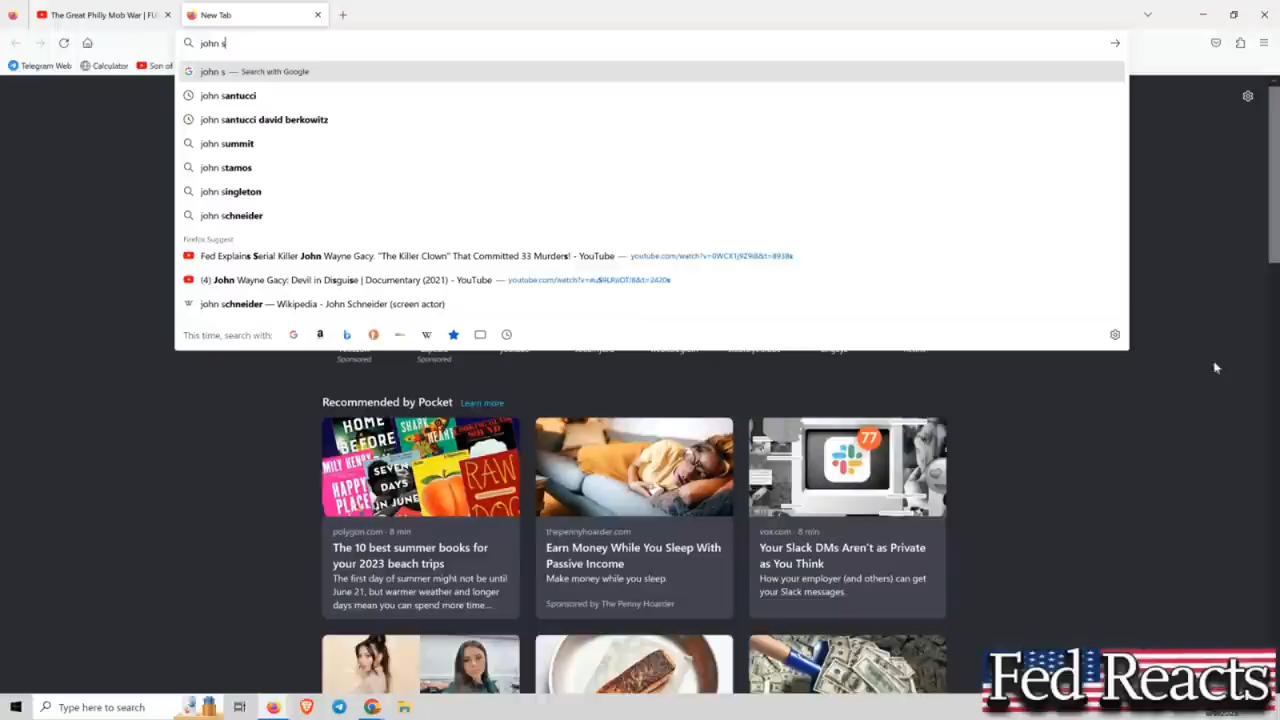 The Great Philly Mob War | FU
New Tab
john s
Telegram Web
Calculator
Son of
john s — Search with Google
john santucci
john santucci david berkowitz
john summit
john stamos
john singleton
john schneider
Firefox Suggest
Fed Explains Serial Killer John Wayne Gacy. "The Killer Clown" That Committed 33 Murders! - YouTube — youtube.com/watch?v=
(4) John Wayne Gacy: Devil in Disguise | Documentary (2021) - YouTube — youtube.com/watch?v=
john schneider — Wikipedia - John Schneider (screen actor)
This time, search with:
Sponsored
Sponsored
Recommended by Pocket Learn more
HOME BEFORE
SHARK HEART
MILY HENRY
HAPPY PLACE
SEVEN DAYS IN JUNE
RAW DOG
77
polygon.com · 8 min
The 10 best summer books for
your 2023 beach trips
The first day of summer might not be until
June 21, but warmer weather and longer
days mean you can spend more time...
thepennyhoarder.com
Earn Money While You Sleep With
Passive Income
Make money while you sleep.
Sponsored by The Penny Hoarder
vox.com · 8 min
Your Slack DMs Aren't as Private
as You Think
How your employer (and others) can get
your Slack messages.
Fed Reacts
Type here to search